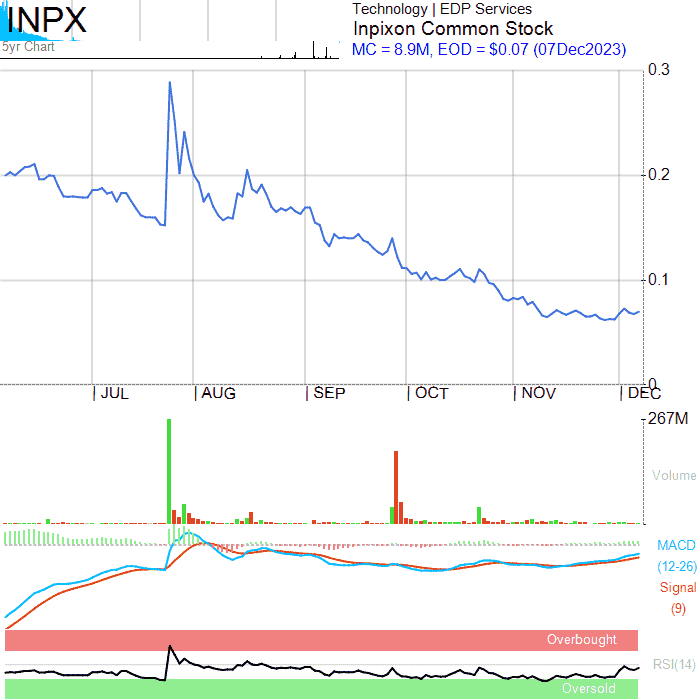 INPX
5yr Chart
Technology | EDP Services
Inpixon Common Stock
MC = 8.9M, EOD = $0.07 (07Dec2023)
0.3
0.2
0.1
0
JUL AUG SEP OCT NOV DEC
267M
Volume
MACD
(12-26)
Signal
(9)
Overbought
RSI(14)
Oversold